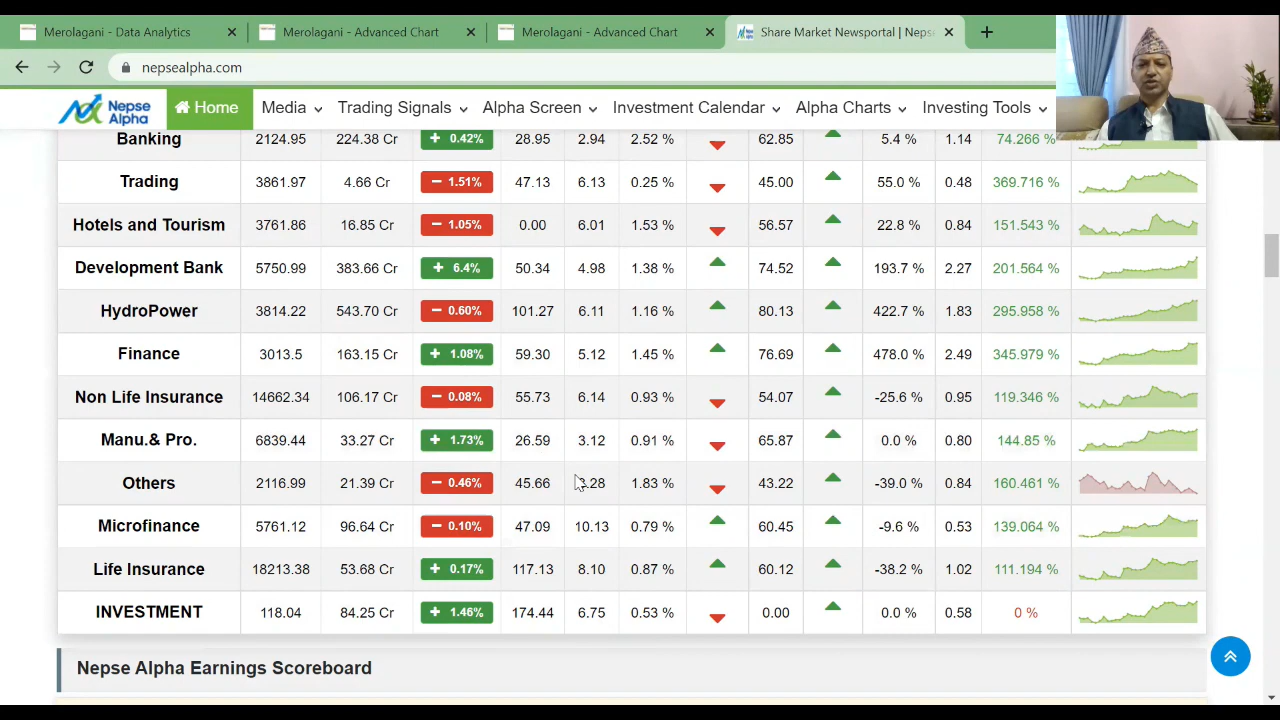 Merolagani - Data Analytics
Merolagani - Advanced Chart
Merolagani - Advanced Chart
Share Market Newsportal | Neps
nepsealpha.com
Nepse Alpha
Home
Media
Trading Signals
Alpha Screen
Investment Calendar
Alpha Charts
Investing Tools
Banking 2124.95 224.38 Cr + 0.42% 28.95 2.94 2.52 % 62.85 5.4 % 1.14 74.266 %
Trading 3861.97 4.66 Cr − 1.51% 47.13 6.13 0.25 % 45.00 55.0 % 0.48 369.716 %
Hotels and Tourism 3761.86 16.85 Cr − 1.05% 0.00 6.01 1.53 % 56.57 22.8 % 0.84 151.543 %
Development Bank 5750.99 383.66 Cr + 6.4% 50.34 4.98 1.38 % 74.52 193.7 % 2.27 201.564 %
HydroPower 3814.22 543.70 Cr − 0.60% 101.27 6.11 1.16 % 80.13 422.7 % 1.83 295.958 %
Finance 3013.5 163.15 Cr + 1.08% 59.30 5.12 1.45 % 76.69 478.0 % 2.49 345.979 %
Non Life Insurance 14662.34 106.17 Cr − 0.08% 55.73 6.14 0.93 % 54.07 -25.6 % 0.95 119.346 %
Manu.& Pro. 6839.44 33.27 Cr + 1.73% 26.59 3.12 0.91 % 65.87 0.0 % 0.80 144.85 %
Others 2116.99 21.39 Cr − 0.46% 45.66 1.83 % 43.22 -39.0 % 0.84 160.461 %
Microfinance 5761.12 96.64 Cr − 0.10% 47.09 10.13 0.79 % 60.45 -9.6 % 0.53 139.064 %
Life Insurance 18213.38 53.68 Cr + 0.17% 117.13 8.10 0.87 % 60.12 -38.2 % 1.02 111.194 %
INVESTMENT 118.04 84.25 Cr + 1.46% 174.44 6.75 0.53 % 0.00 0.0 % 0.58 0 %
Nepse Alpha Earnings Scoreboard